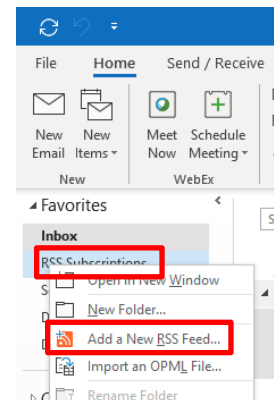 File Home Send / Receive
New Email
New Items
Meet Now
Schedule Meeting
New WebEx
Favorites
Inbox
RSS Subscriptions
Open in New Window
New Folder...
Add a New RSS Feed...
Import an OPML File...
Rename Folder